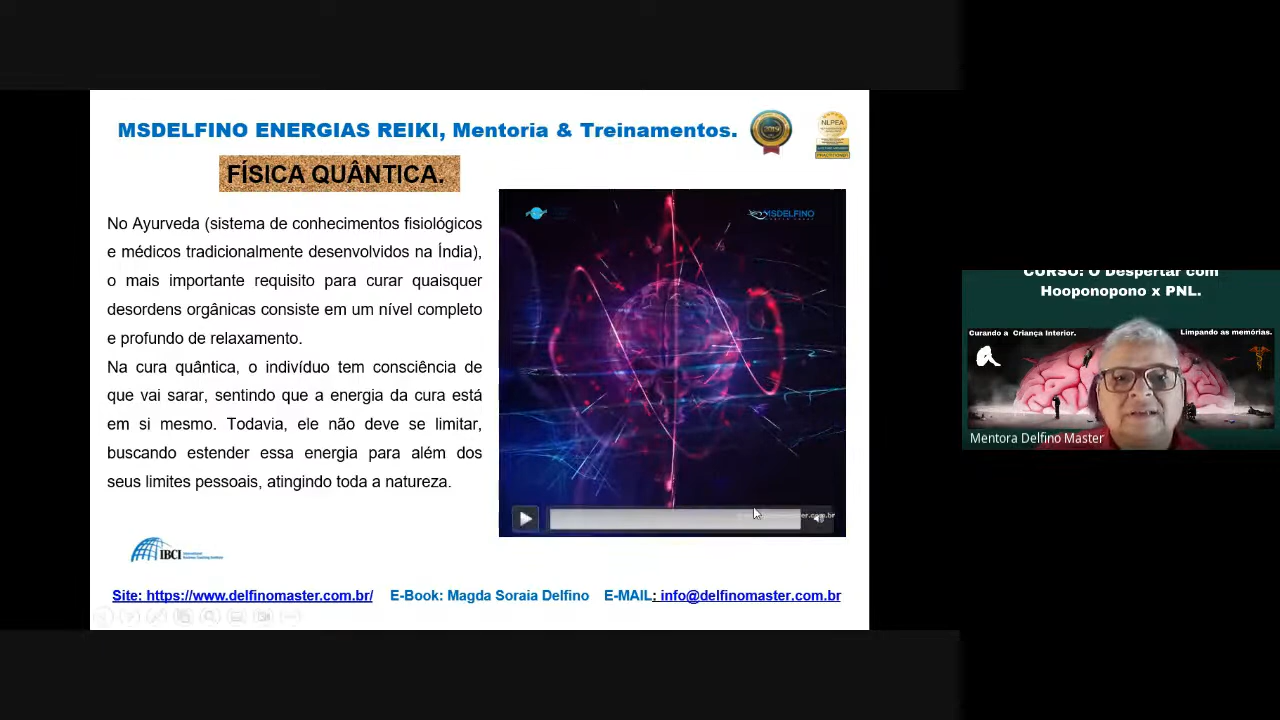 MSDELFINO ENERGIAS REIKI, Mentoria & Treinamentos.
NLPEA
PRACTITIONER
FÍSICA QUÂNTICA.
MSDELFINO
No Ayurveda (sistema de conhecimentos fisiológicos
e médicos tradicionalmente desenvolvidos na Índia),
o mais importante requisito para curar quaisquer
desordens orgânicas consiste em um nível completo
e profundo de relaxamento.
Na cura quântica, o indivíduo tem consciência de
que vai sarar, sentindo que a energia da cura está
em si mesmo. Todavia, ele não deve se limitar,
buscando estender essa energia para além dos
seus limites pessoais, atingindo toda a natureza.
IBCI
Site: https://www.delfinomaster.com.br/ E-Book: Magda Soraia Delfino E-MAIL: info@delfinomaster.com.br
CURSO: O Despertar com
Hooponopono x PNL.
Curando a Criança Interior.
Limpando as memórias.
Mentora Delfino Master